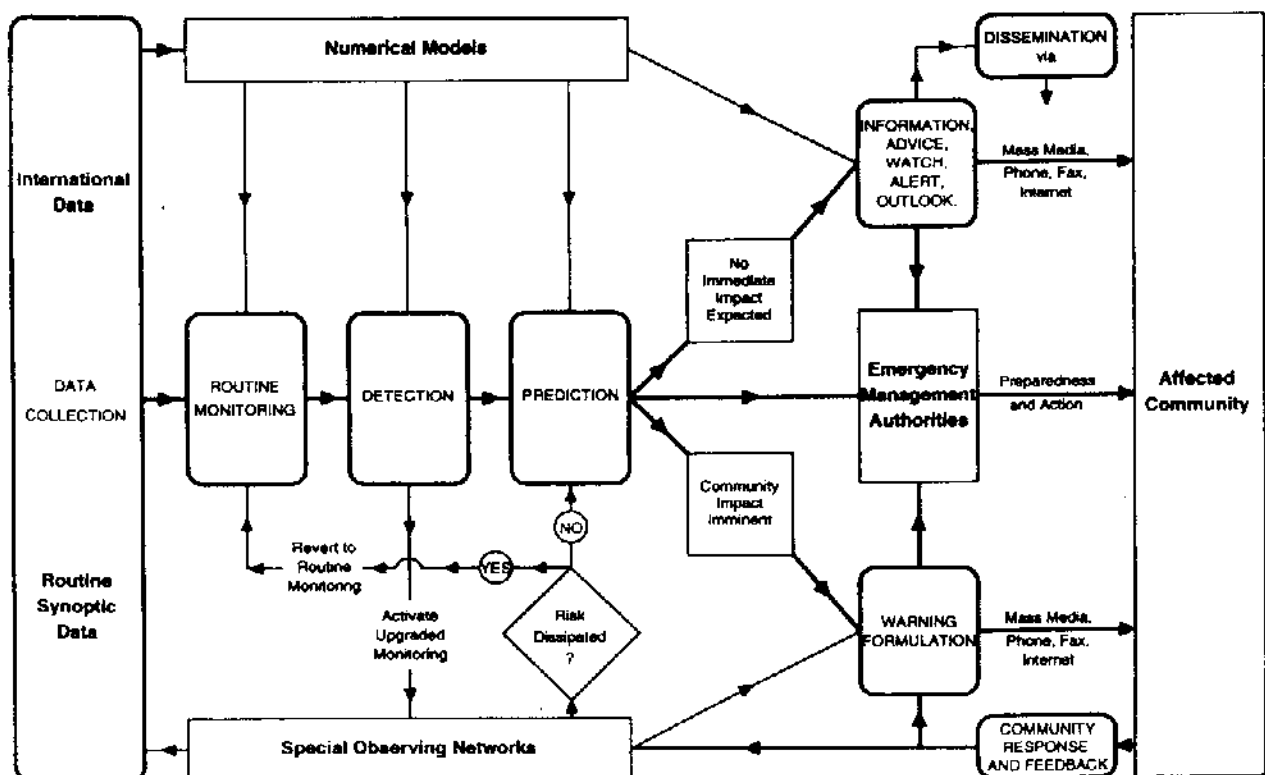 Numerical Models
DISSEMINATION
via
INFORMATION,
ADVICE,
WATCH,
ALERT,
OUTLOOK.
Mass Media,
Phone, Fax,
Internet
International
Data
No
Immediate
Impact
Expected
DATA
COLLECTION
ROUTINE
MONITORING
DETECTION
PREDICTION
Emergency
Management
Authorities
Preparedness
and Action
Affected
Community
Community
Impact
Imminent
NO
YES
Revert to
Routine
Monitoring
Routine
Synoptic
Data
Activate
Upgraded
Monitoring
Risk
Dissipated
?
WARNING
FORMULATION
Mass Media,
Phone, Fax,
Internet
Special Observing Networks
COMMUNITY
RESPONSE
AND FEEDBACK